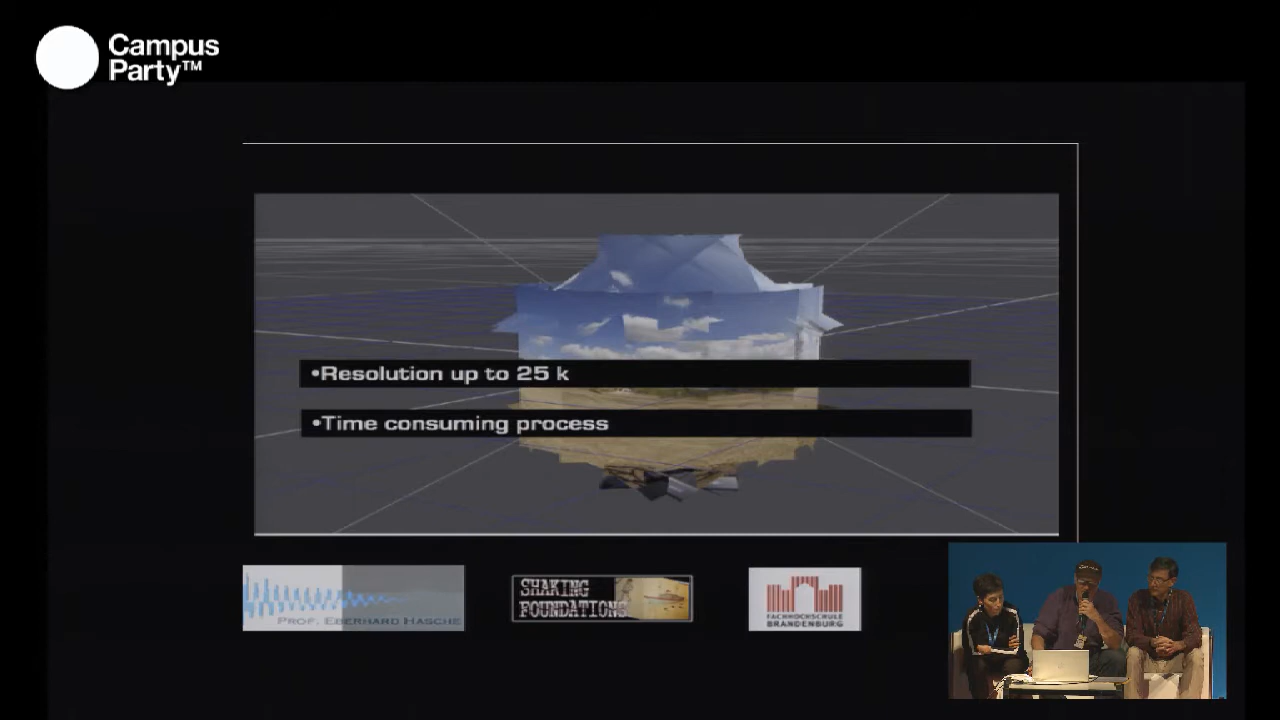 Campus
Party™
•Resolution up to 25 k
•Time consuming process
PROF. EBERHARD HASCHE
SHAKING
FOUNDATIONS
FACHHOCHSCHULE
BRANDENBURG